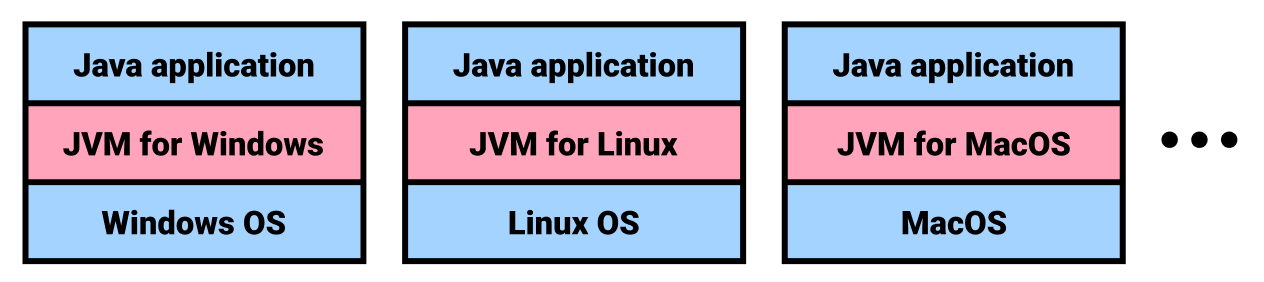 Java application
JVM for Windows
Windows OS
Java application
JVM for Linux
Linux OS
Java application
JVM for MacOS
MacOS
...